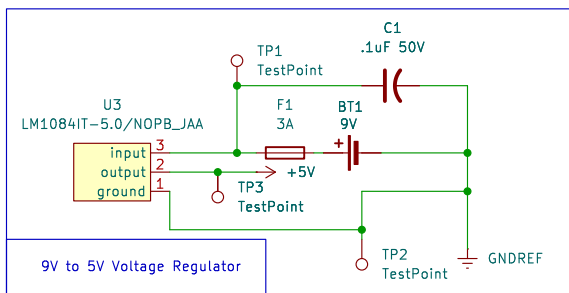 C1
.1uF 50V
TP1
TestPoint
U3
LM1084IT-5.0/NOPB_JAA
F1
3A
BT1
9V
+
input 3
output 2
ground 1
+5V
TP3
TestPoint
TP2
TestPoint
GNDREF
9V to 5V Voltage Regulator